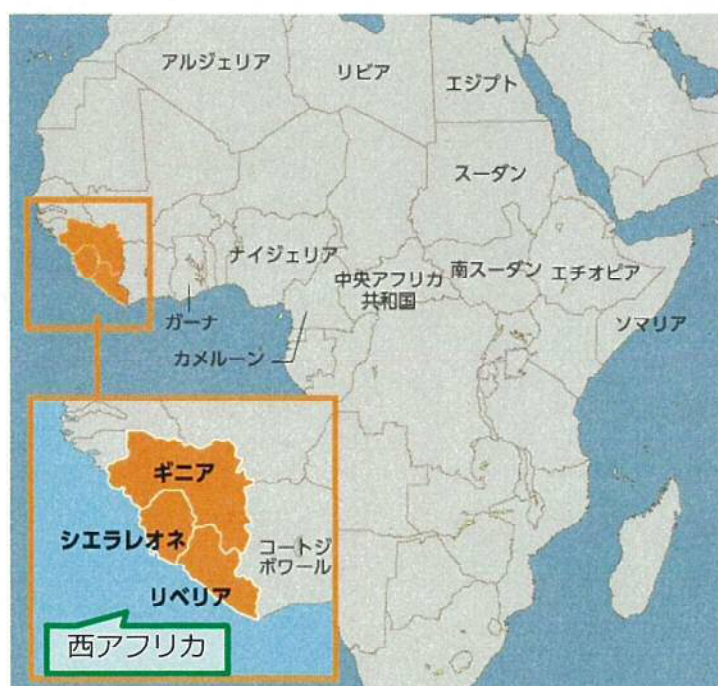 アルジェリア
リビア
エジプト
スーダン
ナイジェリア
中央アフリカ
共和国
南スーダン
エチオピア
ガーナ
ソマリア
カメルーン
ギニア
シエラレオネ
コートジ
ボワール
リベリア
西アフリカ